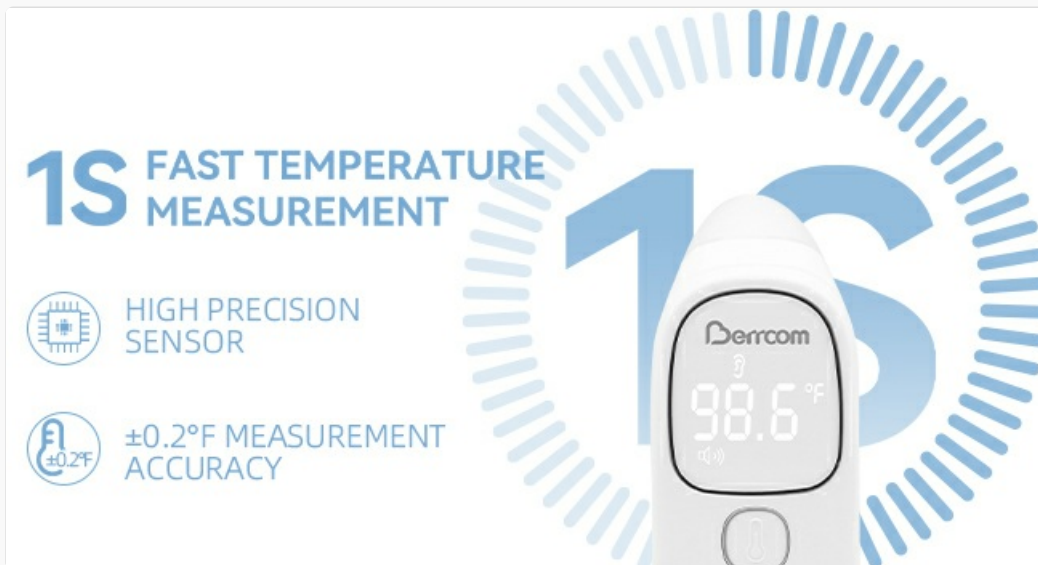 1S FAST TEMPERATURE
MEASUREMENT
HIGH PRECISION
SENSOR
±0.2°F
±0.2°F MEASUREMENT
ACCURACY
1S
Berrcom
98.6 °F